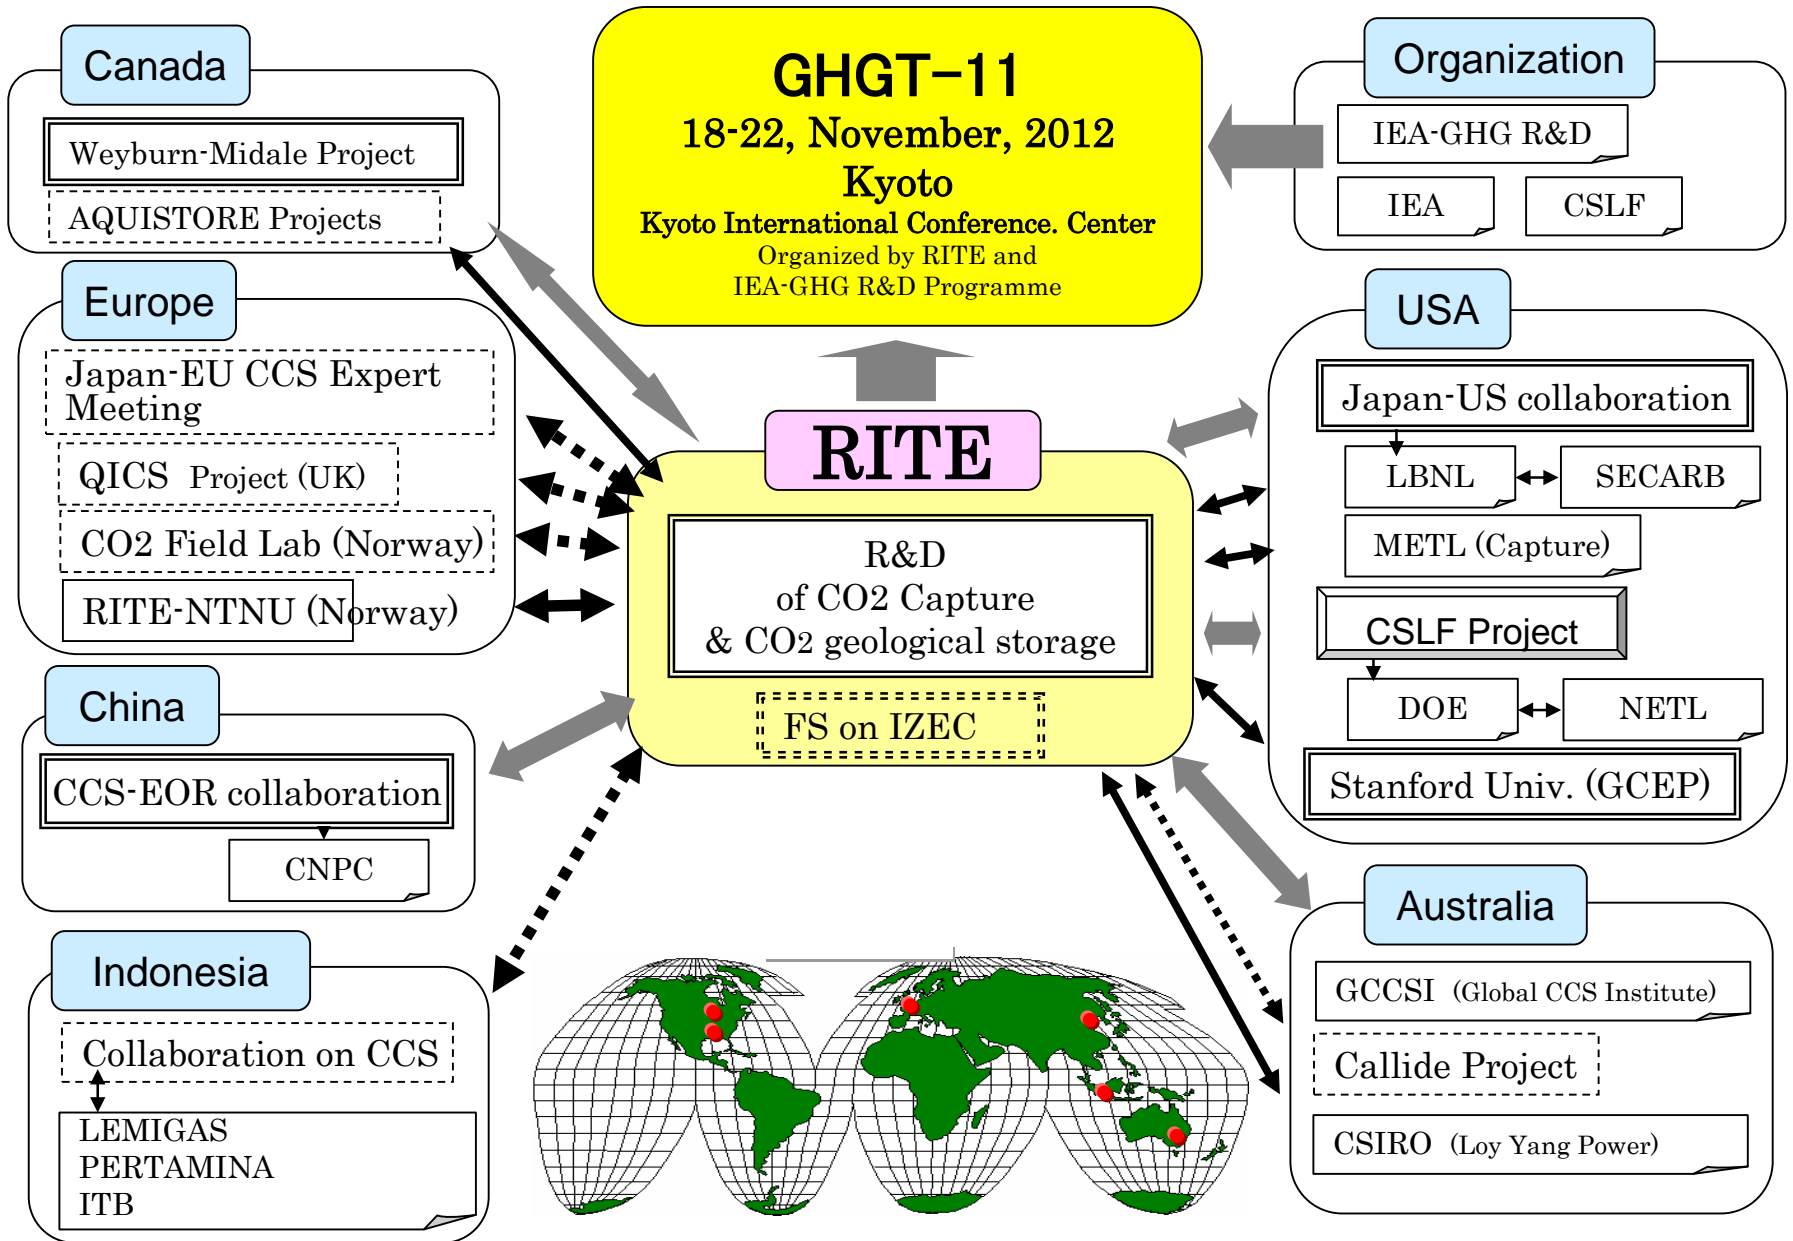 Canada
Weyburn-Midale Project
AQUISTORE Projects
Europe
Japan-EU CCS Expert
Meeting
QICS Project (UK)
CO2 Field Lab (Norway)
RITE-NTNU (Norway)
China
CCS-EOR collaboration
CNPC
Indonesia
Collaboration on CCS
LEMIGAS
PERTAMINA
ITB
GHGT-11
18-22, November, 2012
Kyoto
Kyoto International Conference. Center
Organized by RITE and
IEA-GHG R&D Programme
RITE
R&D
of CO2 Capture
& CO2 geological storage
FS on IZEC
Organization
IEA-GHG R&D
IEA
CSLF
USA
Japan-US collaboration
LBNL
SECARB
METL (Capture)
CSLF Project
DOE
NETL
Stanford Univ. (GCEP)
Australia
GCCSI (Global CCS Institute)
Callide Project
CSIRO (Loy Yang Power)